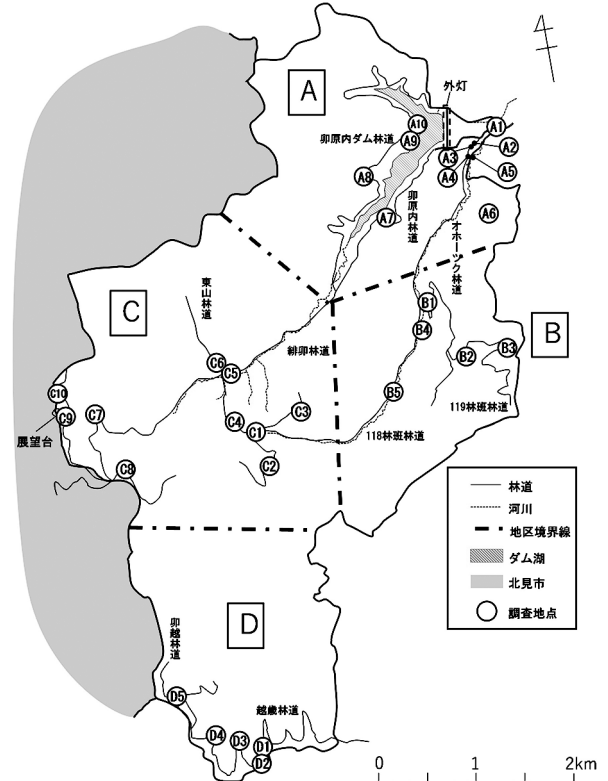 A
外灯
A1
A10
卯原内ダム林道
A9
A2
A3
A4
A5
A8
A7
卯原内林道
A6
オホーツク林道
C
東山林道
B1
B
緋卯林道
B4
B3
B2
C6
C5
B5
C10
C9
C7
C3
119林班林道
展望台
C4
C1
118林班林道
C8
C2
林道
河川
地区境界線
ダム湖
北見市
調査地点
D
卯越林道
D5
越歳林道
D4
D3
D1
D2
0 1 2km